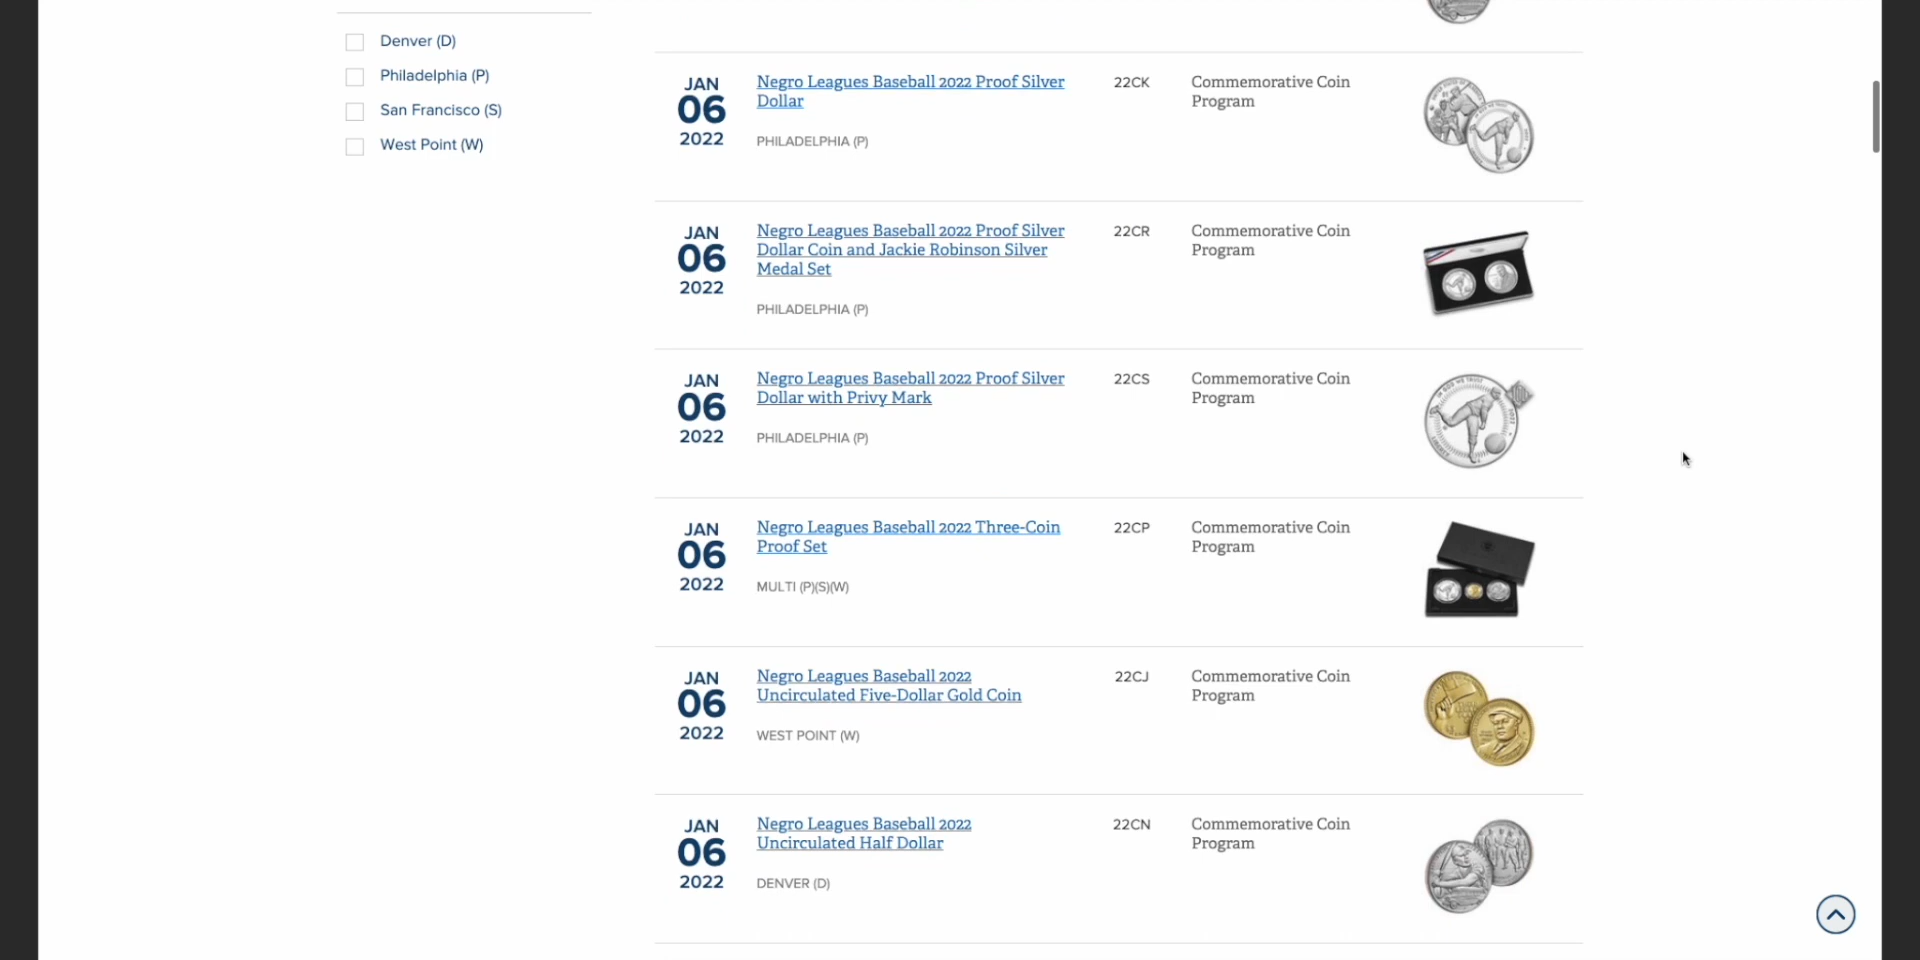 Denver (D)
Philadelphia (P)
San Francisco (S)
West Point (W)
JAN
06
2022
Negro Leagues Baseball 2022 Proof Silver
Dollar
PHILADELPHIA (P)
22CK
Commemorative Coin
Program
JAN
06
2022
Negro Leagues Baseball 2022 Proof Silver
Dollar Coin and Jackie Robinson Silver
Medal Set
PHILADELPHIA (P)
22CR
Commemorative Coin
Program
JAN
06
2022
Negro Leagues Baseball 2022 Proof Silver
Dollar with Privy Mark
PHILADELPHIA (P)
22CS
Commemorative Coin
Program
JAN
06
2022
Negro Leagues Baseball 2022 Three-Coin
Proof Set
MULTI (P)(S)(W)
22CP
Commemorative Coin
Program
JAN
06
2022
Negro Leagues Baseball 2022
Uncirculated Five-Dollar Gold Coin
WEST POINT (W)
22CJ
Commemorative Coin
Program
JAN
06
2022
Negro Leagues Baseball 2022
Uncirculated Half Dollar
DENVER (D)
22CN
Commemorative Coin
Program